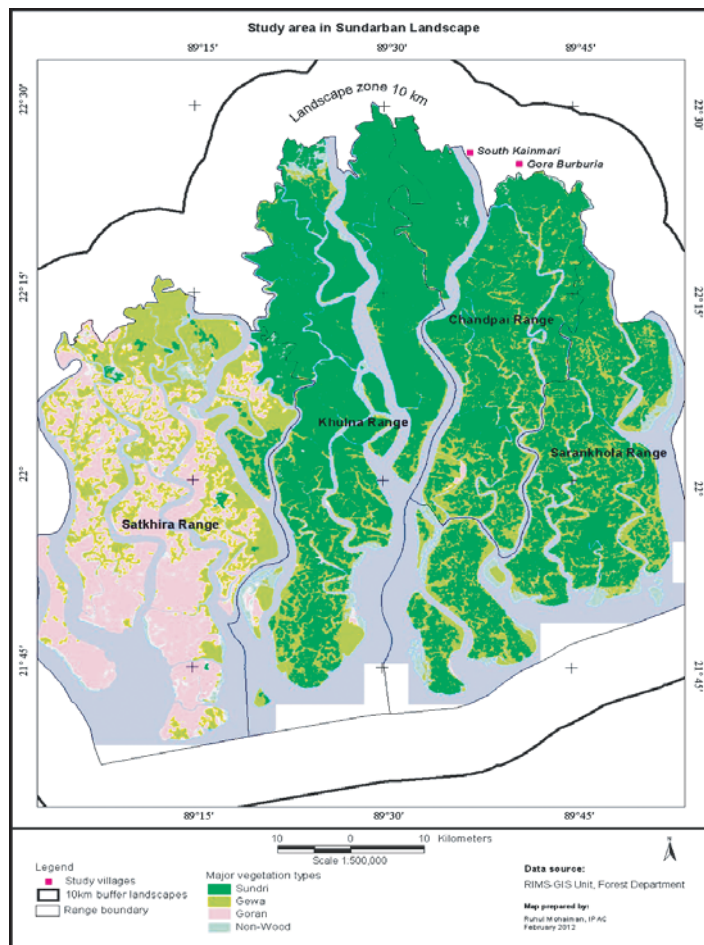 Study area in Sundarban Landscape
89°15' 89°30' 89°45'
22° 30' 22° 30'
Landscape zone 10 km
South Kainmari
Gora Burburia
22° 15' 22° 15'
Chandpai Range
Khulna Range
Sarankhola Range
22° 22°
Satkhira Range
21° 45' 21° 45'
89°15' 89°30' 89°45'
10 0 10 Kilometers
Scale 1:500,000
N
Legend
Study villages
10km buffer landscapes
Range boundary
Major vegetation types
Sundri
Gewa
Goran
Non-Wood
Data source:
RIMS-GIS Unit, Forest Department
Map prepared by:
Ruhul Mohaiman, IPAC
February 2012